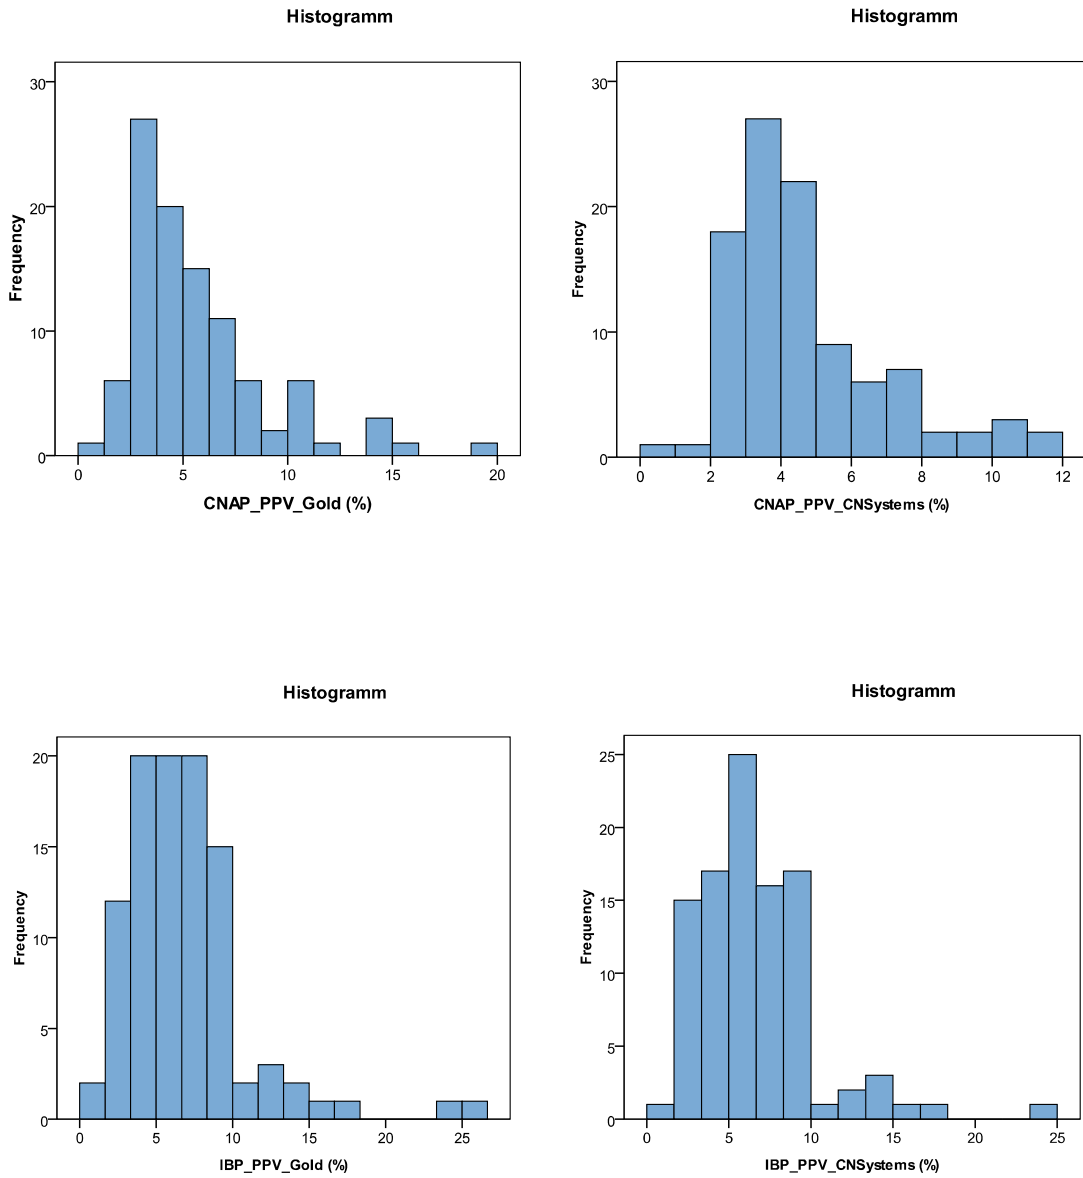 Histogramm
30
20
10
0
Frequency
0 5 10 15 20
CNAP_PPV_Gold (%)
Histogramm
30
20
10
0
Frequency
0 2 4 6 8 10 12
CNAP_PPV_CNSystems (%)
Histogramm
20
15
10
5
0
Frequency
0 5 10 15 20 25
IBP_PPV_Gold (%)
Histogramm
25
20
15
10
5
0
Frequency
0 5 10 15 20 25
IBP_PPV_CNSystems (%)